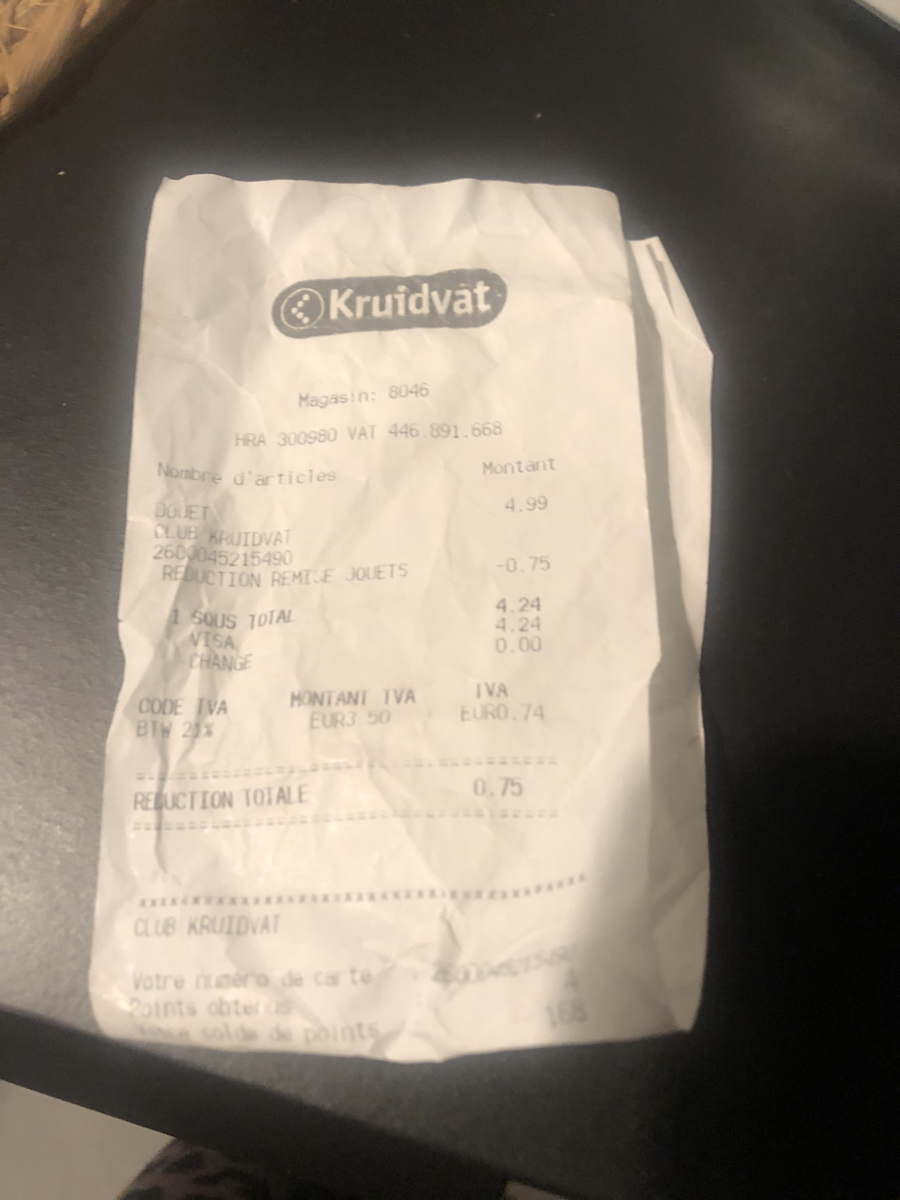 Kruidvat
Magasin: 8046
HRA 300980 VAT 446.891.668
Nombre d'articles Montant
JOUET 4.99
CLUB KRUIDVAT
2600045215490
REDUCTION REMISE JOUETS -0.75
1 SOUS TOTAL 4.24
VISA 4.24
CHANGE 0.00
CODE TVA MONTANT TVA TVA
BTW 21% EUR3.50 EUR0.74
REDUCTION TOTALE 0.75
CLUB KRUIDVAT
Votre numéro de carte
Points obtenus 4
solde de points 168